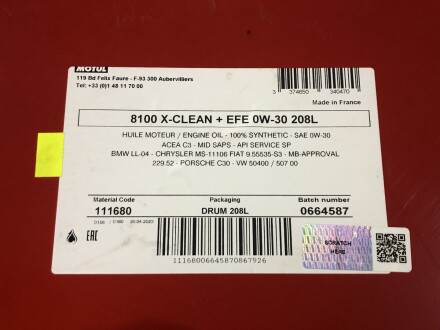 MOTUL
119 Bd Felix Faure - F-93 300 Aubervilliers
Tel: +33 (0)1 48 11 70 00
3 374650 340470
Made in France
8100 X-CLEAN + EFE 0W-30 208L
HUILE MOTEUR / ENGINE OIL - 100% SYNTHETIC - SAE 0W-30
ACEA C3 - MID SAPS - API SERVICE SP
BMW LL-04 - CHRYSLER MS-11106 FIAT 9.55535-S3 - MB-APPROVAL
229.52 - PORSCHE C30 - VW 50400 / 507 00
Material Code Packaging Batch number
111680 DRUM 208L 0664587
EAC
SCRATCH
HERE
11168006645870867926